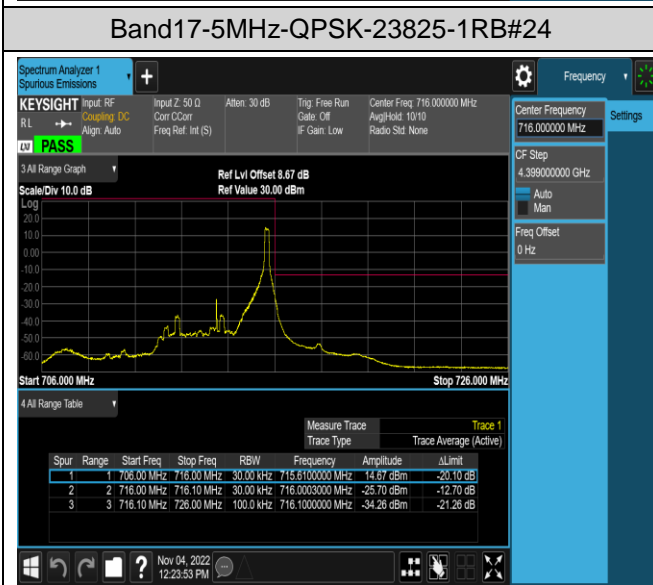 Band17-5MHz-QPSK-23825-1RB#24
Spectrum Analyzer 1
Spurious Emissions
Frequency
KEYSIGHT Input: RF Input Z: 50 Ω Atten: 30 dB Trig: Free Run Center Freq: 716.000000 MHz
RL Coupling: DC Corr CCorr Gate: Off Avg|Hold: 10/10
Align: Auto Freq Ref: Int (S) IF Gain: Low Radio Std: None
LXI PASS
Center Frequency
716.000000 MHz
Settings
CF Step
4.399000000 GHz
Auto
Man
Freq Offset
0 Hz
3 All Range Graph
Ref Lvl Offset 8.67 dB
Scale/Div 10.0 dB Ref Value 30.00 dBm
Log
20.0
10.0
0.00
-10.0
-20.0
-30.0
-40.0
-50.0
-60.0
Start 706.000 MHz Stop 726.000 MHz
4 All Range Table
Measure Trace Trace 1
Trace Type Trace Average (Active)
Spur Range Start Freq Stop Freq RBW Frequency Amplitude ΔLimit
1 1 706.00 MHz 716.00 MHz 30.00 kHz 715.6100000 MHz 14.67 dBm -20.10 dB
2 2 716.00 MHz 716.10 MHz 30.00 kHz 716.0003000 MHz -25.70 dBm -12.70 dB
3 3 716.10 MHz 726.00 MHz 100.0 kHz 716.1000000 MHz -34.26 dBm -21.26 dB
Nov 04, 2022
12:23:53 PM